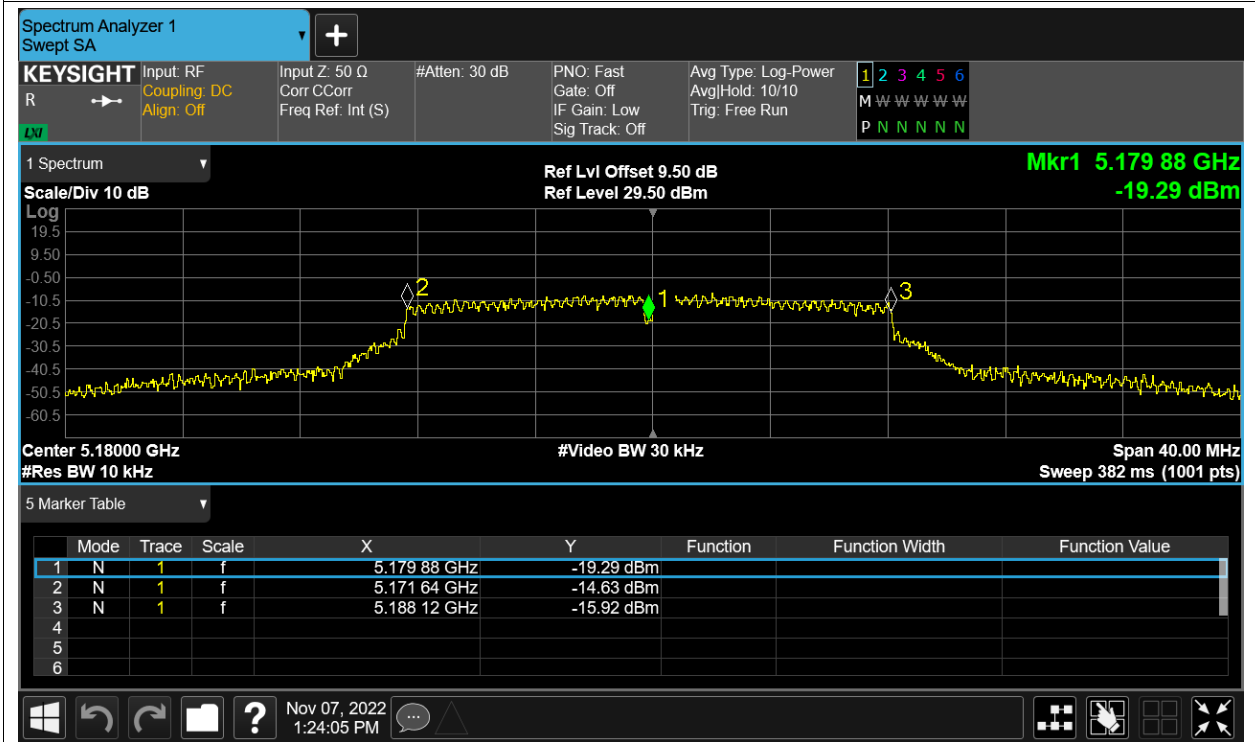 Spectrum Analyzer 1
Swept SA
+
KEYSIGHT Input: RF Input Z: 50 Ω #Atten: 30 dB PNO: Fast Avg Type: Log-Power 1 2 3 4 5 6
R Coupling: DC Corr CCorr Gate: Off Avg|Hold: 10/10 M W W W W W
Align: Off Freq Ref: Int (S) IF Gain: Low Trig: Free Run
LXI Sig Track: Off P N N N N N
1 Spectrum Ref Lvl Offset 9.50 dB Mkr1 5.179 88 GHz
Scale/Div 10 dB Ref Level 29.50 dBm -19.29 dBm
Log
19.5
9.50
-0.50
2 1 3
-10.5
-20.5
-30.5
-40.5
-50.5
-60.5
Center 5.18000 GHz #Video BW 30 kHz Span 40.00 MHz
#Res BW 10 kHz Sweep 382 ms (1001 pts)
5 Marker Table
Mode Trace Scale X Y Function Function Width Function Value
1 N 1 f 5.179 88 GHz -19.29 dBm
2 N 1 f 5.171 64 GHz -14.63 dBm
3 N 1 f 5.188 12 GHz -15.92 dBm
4
5
6
? Nov 07, 2022
1:24:05 PM